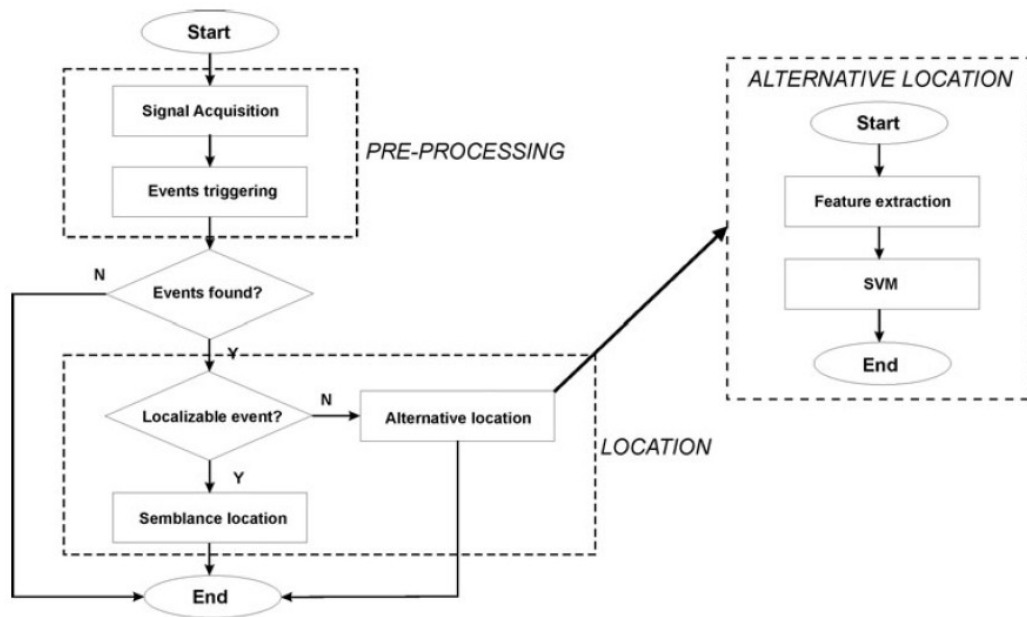 Start
Signal Acquisition
PRE-PROCESSING
Events triggering
N
Events found?
Y
Localizable event?
N
Alternative location
LOCATION
Y
Semblance location
End
ALTERNATIVE LOCATION
Start
Feature extraction
SVM
End